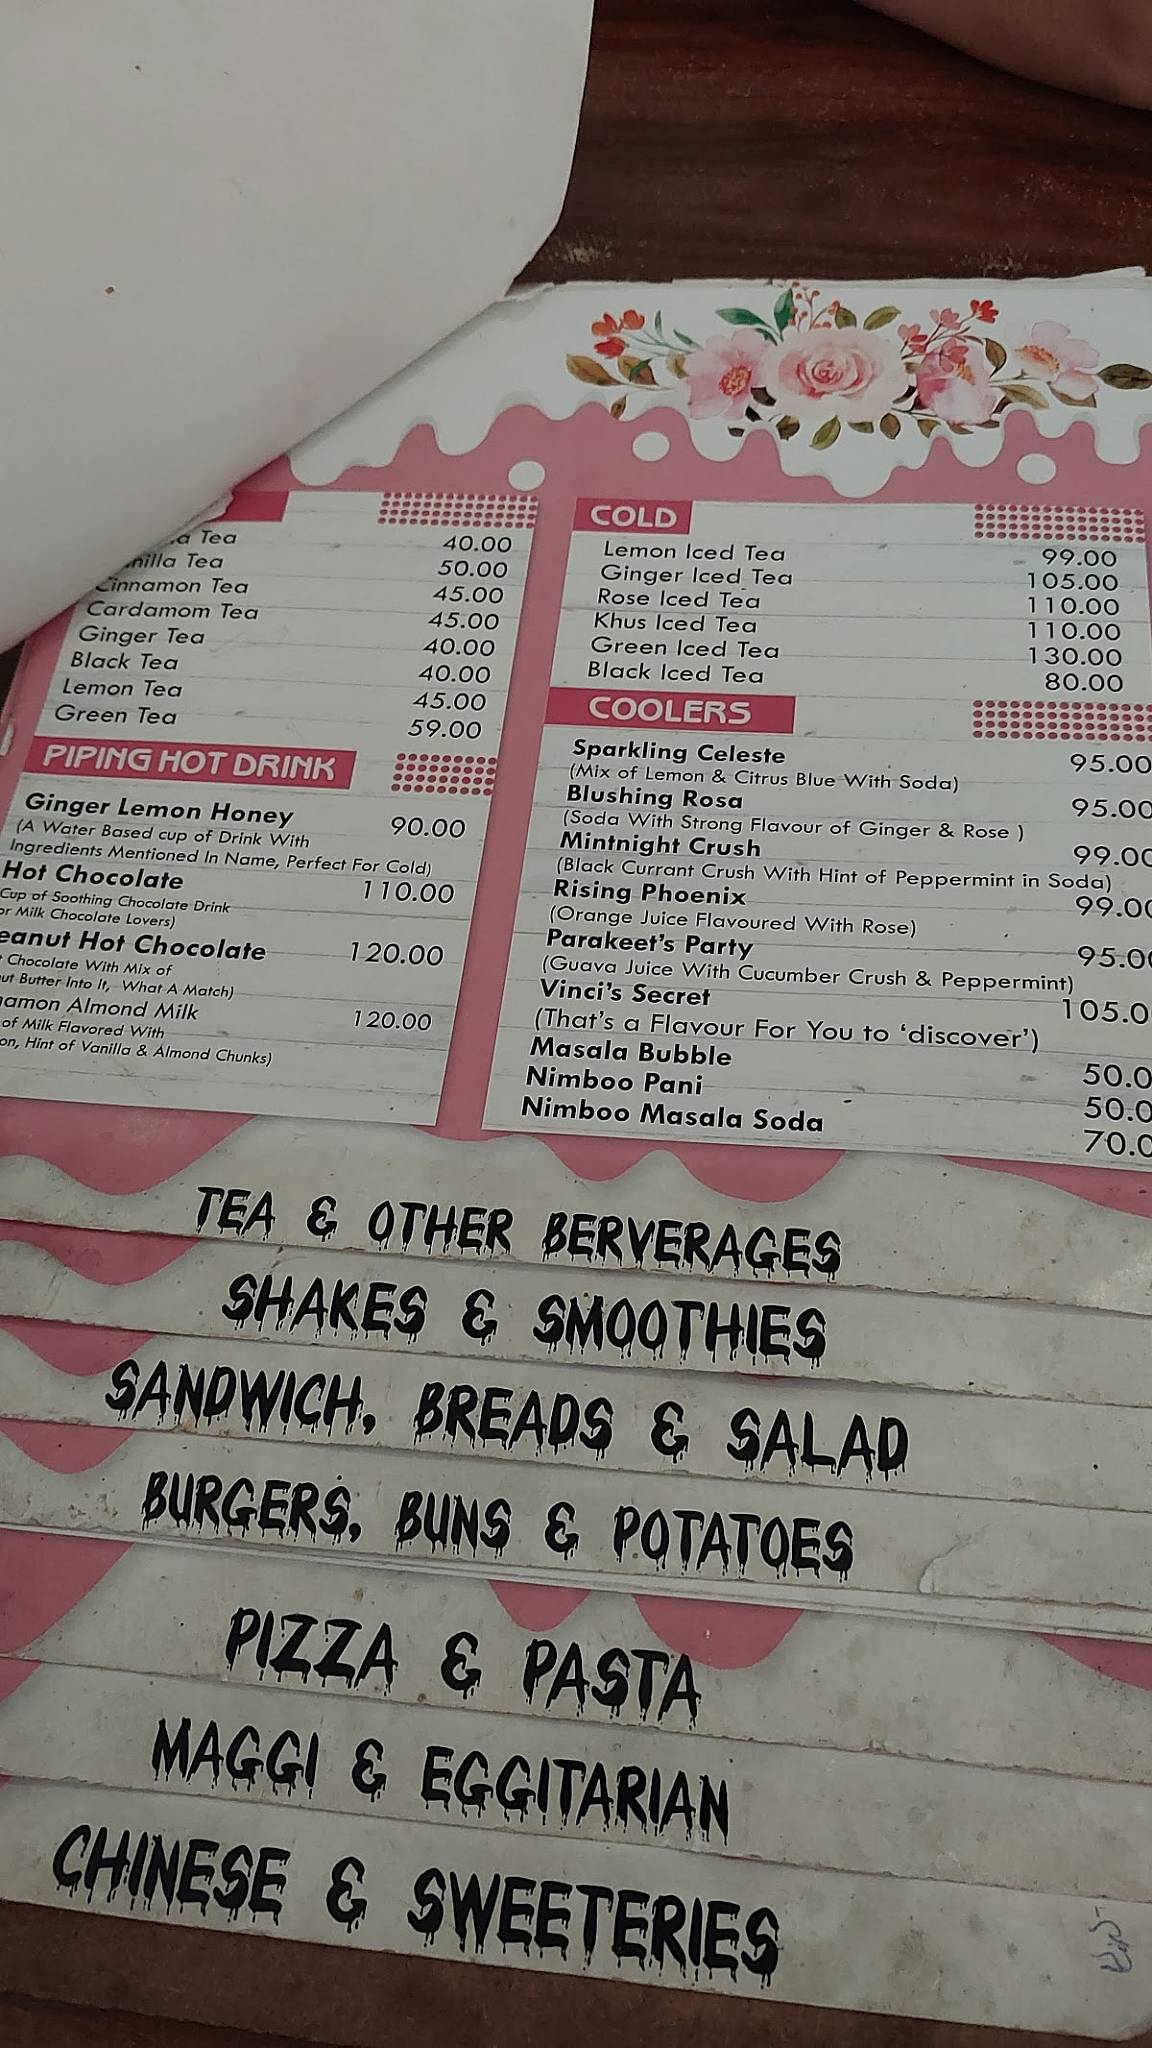 Tea 40.00
Tea 50.00
Cinnamon Tea 45.00
Cardamom Tea 45.00
Ginger Tea 40.00
Black Tea 40.00
Lemon Tea 45.00
Green Tea 59.00
PIPING HOT DRINK
Ginger Lemon Honey 90.00
(A Water Based cup of Drink With
Ingredients Mentioned In Name, Perfect For Cold)
Hot Chocolate 110.00
Cup of Soothing Chocolate Drink
Milk Chocolate Lovers)
Hot Chocolate 120.00
Chocolate With Mix of
Butter Into It, What A Match)
Almond Milk 120.00
of Milk Flavored With
Hint of Vanilla & Almond Chunks)
COLD
Lemon Iced Tea 99.00
Ginger Iced Tea 105.00
Rose Iced Tea 110.00
Khus Iced Tea 110.00
Green Iced Tea 130.00
Black Iced Tea 80.00
COOLERS
Sparkling Celeste 95.00
(Mix of Lemon & Citrus Blue With Soda)
Blushing Rosa 95.00
(Soda With Strong Flavour of Ginger & Rose )
Mintnight Crush 99.00
(Black Currant Crush With Hint of Peppermint in Soda)
Rising Phoenix 99.00
(Orange Juice Flavoured With Rose)
Parakeet's Party 95.00
(Guava Juice With Cucumber Crush & Peppermint)
Vinci's Secret 105.0
(That's a Flavour For You to 'discover')
Masala Bubble 50.0
Nimboo Pani 50.0
Nimboo Masala Soda 70.0
TEA & OTHER BERVERAGES
SHAKES & SMOOTHIES
SANDWICH, BREADS & SALAD
BURGERS, BUNS & POTATOES
PIZZA & PASTA
MAGGI & EGGITARIAN
CHINESE & SWEETERIES